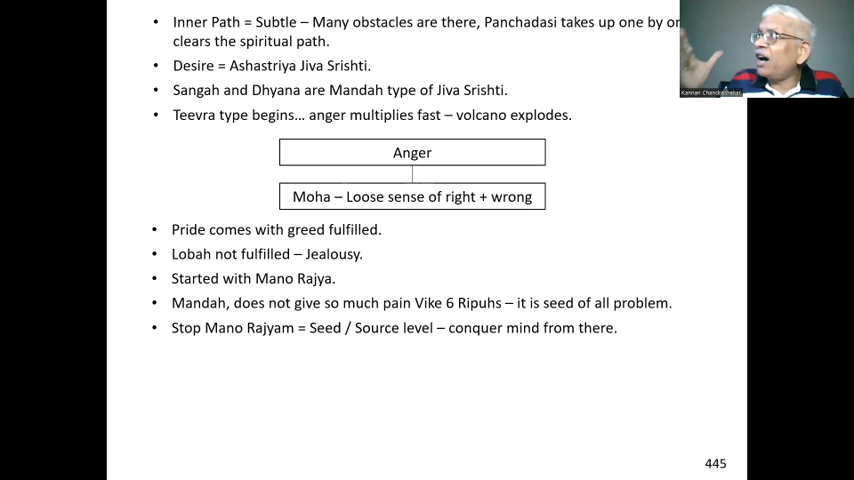 • Inner Path = Subtle – Many obstacles are there, Panchadasi takes up one by
clears the spiritual path.
• Desire = Ashastriya Jiva Srishti.
• Sangah and Dhyana are Mandah type of Jiva Srishti.
• Teevra type begins... anger multiplies fast – volcano explodes.
Anger
Moha – Loose sense of right + wrong
• Pride comes with greed fulfilled.
• Lobah not fulfilled – Jealousy.
• Started with Mano Rajya.
• Mandah, does not give so much pain Vike 6 Ripuhs – it is seed of all problem.
• Stop Mano Rajyam = Seed / Source level – conquer mind from there.
Kannan Chandrasekar
445